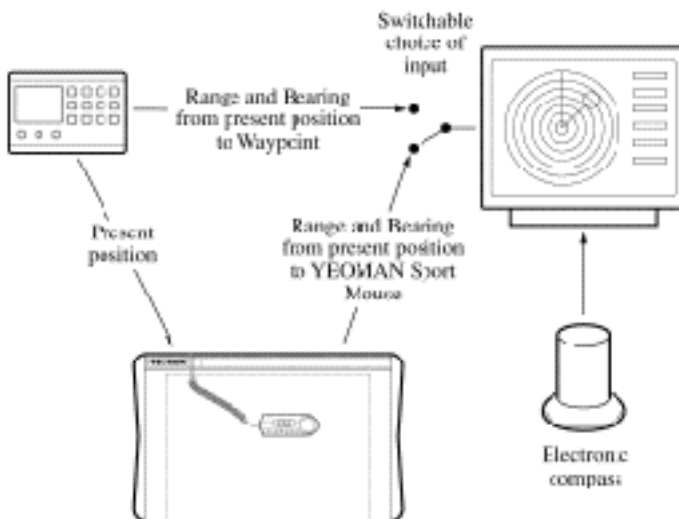 Switchable
choice of
input
Range and Bearing
from present position
to Waypoint
Present
position
Range and Bearing
from present position
to YEOMAN Sport
Mouse
Electronic
compass